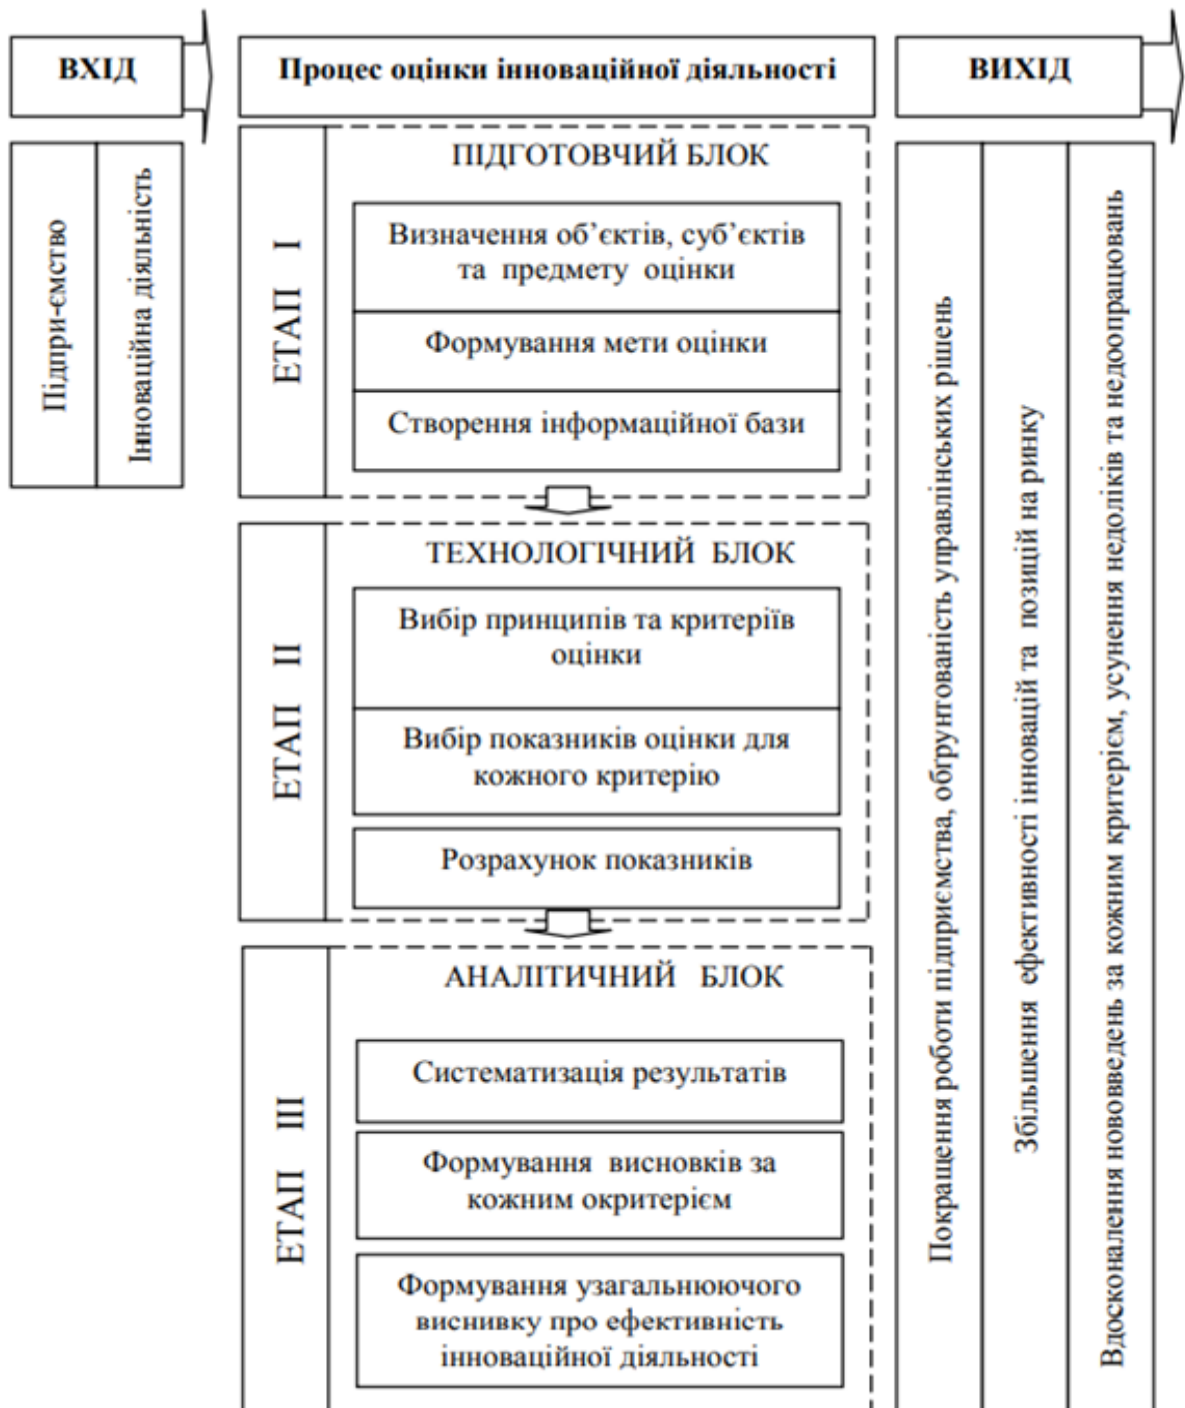 ВХІД
Процес оцінки інноваційної діяльності
ВИХІД
Підпри-ємство
Інноваційна діяльність
ЕТАП І
ПІДГОТОВЧИЙ БЛОК
Визначення об’єктів, суб’єктів
та предмету оцінки
Формування мети оцінки
Створення інформаційної бази
ЕТАП ІІ
ТЕХНОЛОГІЧНИЙ БЛОК
Вибір принципів та критеріїв
оцінки
Вибір показників оцінки для
кожного критерію
Розрахунок показників
ЕТАП ІІІ
АНАЛІТИЧНИЙ БЛОК
Систематизація результатів
Формування висновків за
кожним окритерієм
Формування узагальнюючого
виснивку про ефективність
інноваційної діяльності
Покращення роботи підприємства, обгрунтованість управлінських рішень
Збільшення ефективності інновацій та позицій на ринку
Вдосконалення нововведень за кожним критерієм, усунення недоліків та недоопрацювань